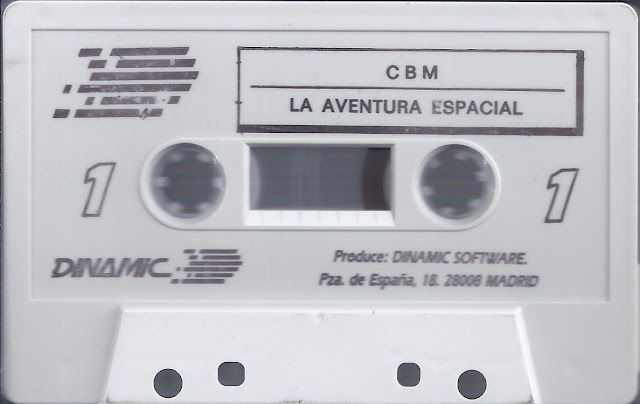 CBM
LA AVENTURA ESPACIAL
1
1
DINAMIC
Produce: DINAMIC SOFTWARE.
Pza. de España, 18. 28008 MADRID